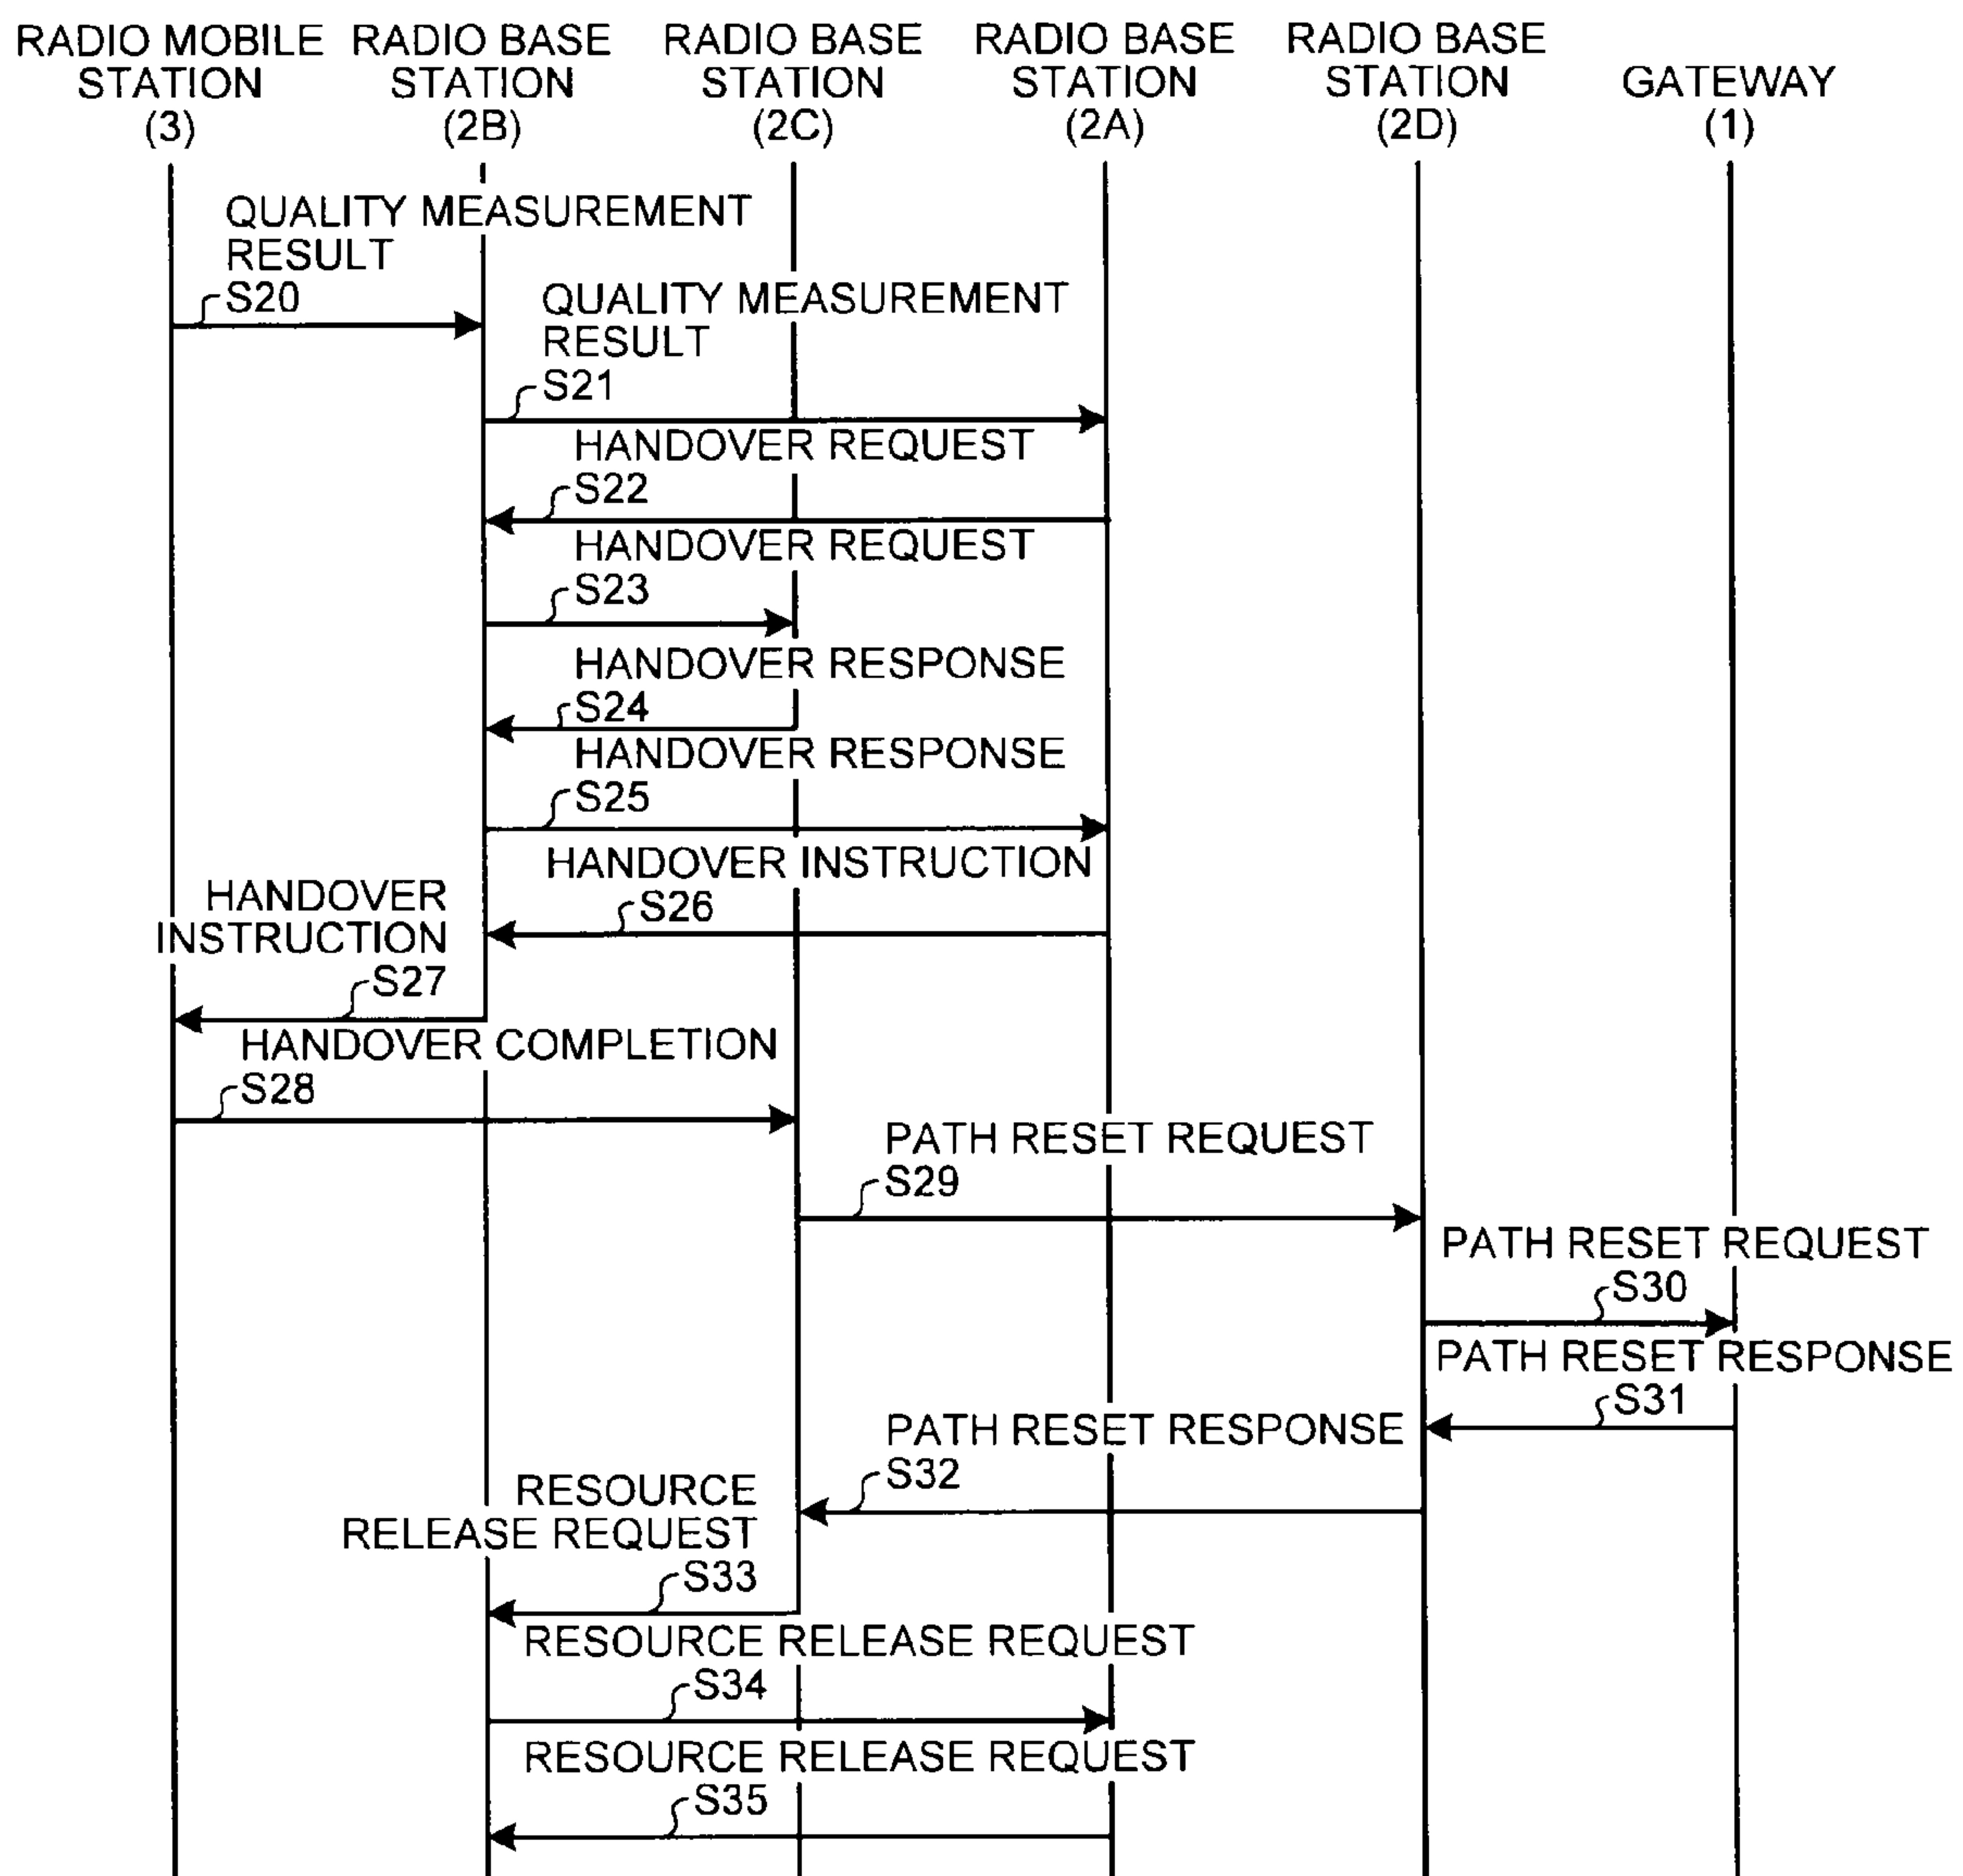 RADIO MOBILE
STATION
(3)
RADIO BASE
STATION
(2B)
RADIO BASE
STATION
(2C)
RADIO BASE
STATION
(2A)
RADIO BASE
STATION
(2D)
GATEWAY
(1)
QUALITY MEASUREMENT
RESULT
S20
QUALITY MEASUREMENT
RESULT
S21
HANDOVER REQUEST
S22
HANDOVER REQUEST
S23
HANDOVER RESPONSE
S24
HANDOVER RESPONSE
S25
HANDOVER INSTRUCTION
S26
HANDOVER
INSTRUCTION
S27
HANDOVER COMPLETION
S28
PATH RESET REQUEST
S29
PATH RESET REQUEST
S30
PATH RESET RESPONSE
S31
PATH RESET RESPONSE
S32
RESOURCE
RELEASE REQUEST
S33
RESOURCE RELEASE REQUEST
S34
RESOURCE RELEASE REQUEST
S35